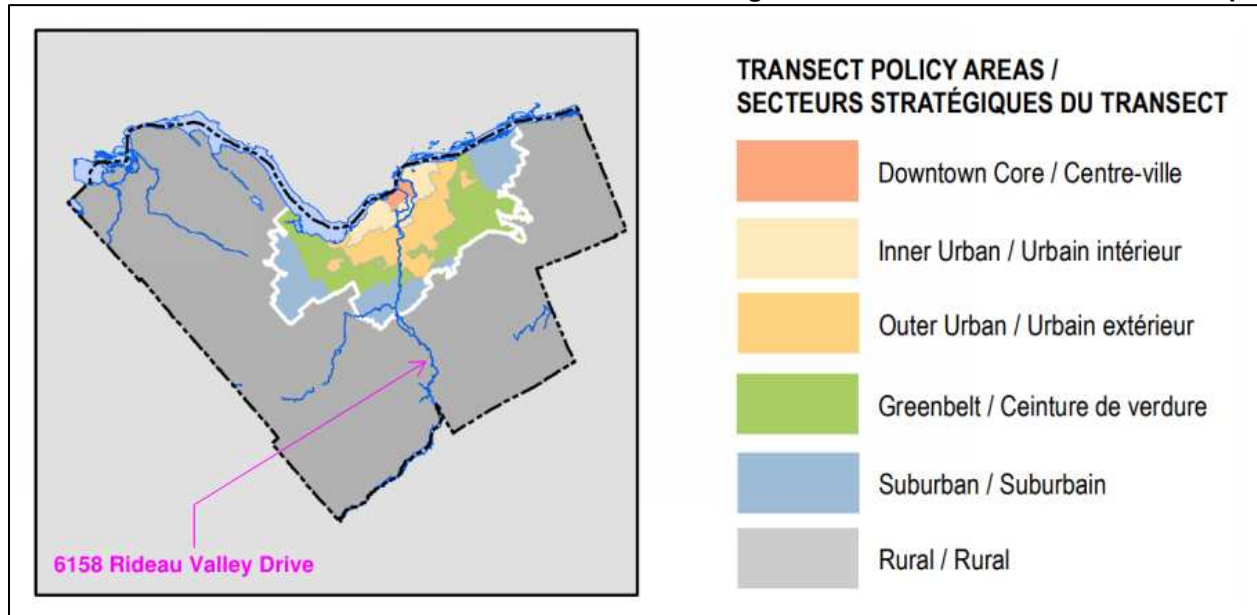 TRANSECT POLICY AREAS /
SECTEURS STRATÉGIQUES DU TRANSECT
Downtown Core / Centre-ville
Inner Urban / Urbain intérieur
Outer Urban / Urbain extérieur
Greenbelt / Ceinture de verdure
Suburban / Suburbain
Rural / Rural
6158 Rideau Valley Drive